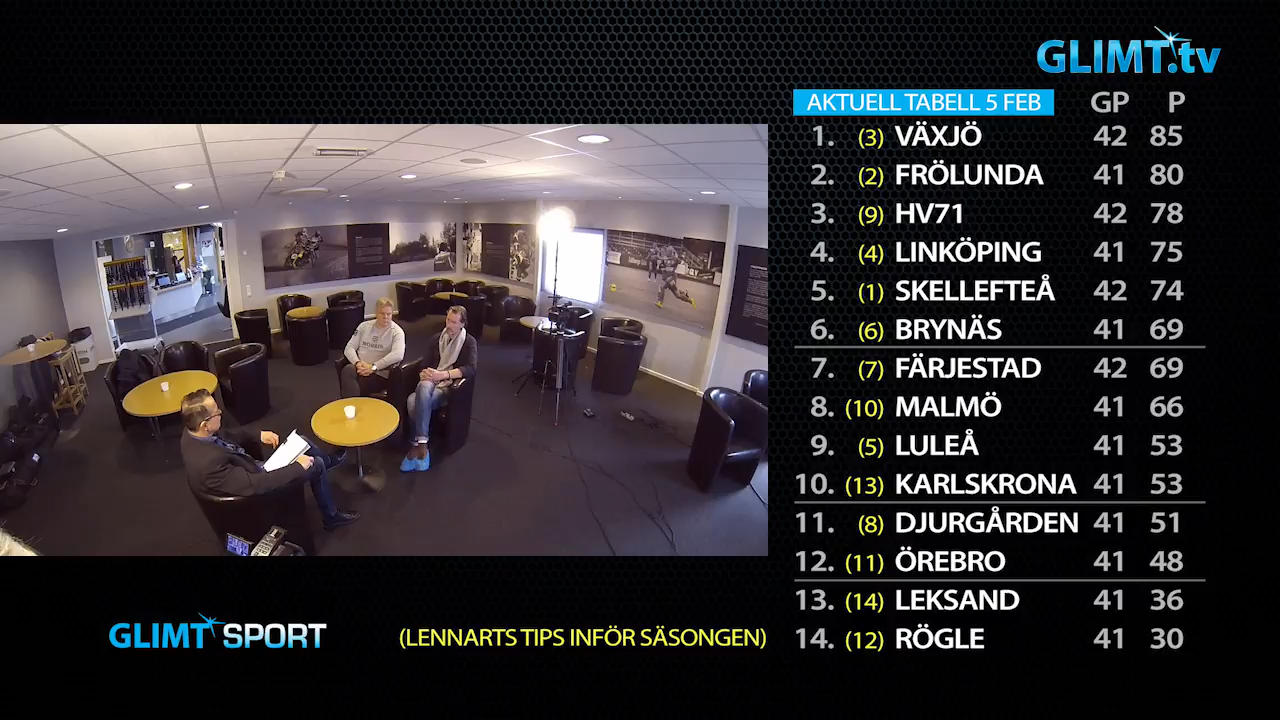 GLIMT.tv
AKTUELL TABELL 5 FEB GP P
1. (3) VÄXJÖ 42 85
2. (2) FRÖLUNDA 41 80
3. (9) HV71 42 78
4. (4) LINKÖPING 41 75
5. (1) SKELLEFTEÅ 42 74
6. (6) BRYNÄS 41 69
7. (7) FÄRJESTAD 42 69
8. (10) MALMÖ 41 66
9. (5) LULEÅ 41 53
10. (13) KARLSKRONA 41 53
11. (8) DJURGÅRDEN 41 51
12. (11) ÖREBRO 41 48
13. (14) LEKSAND 41 36
14. (12) RÖGLE 41 30
GLIMT SPORT
(LENNARTS TIPS INFÖR SÄSONGEN)